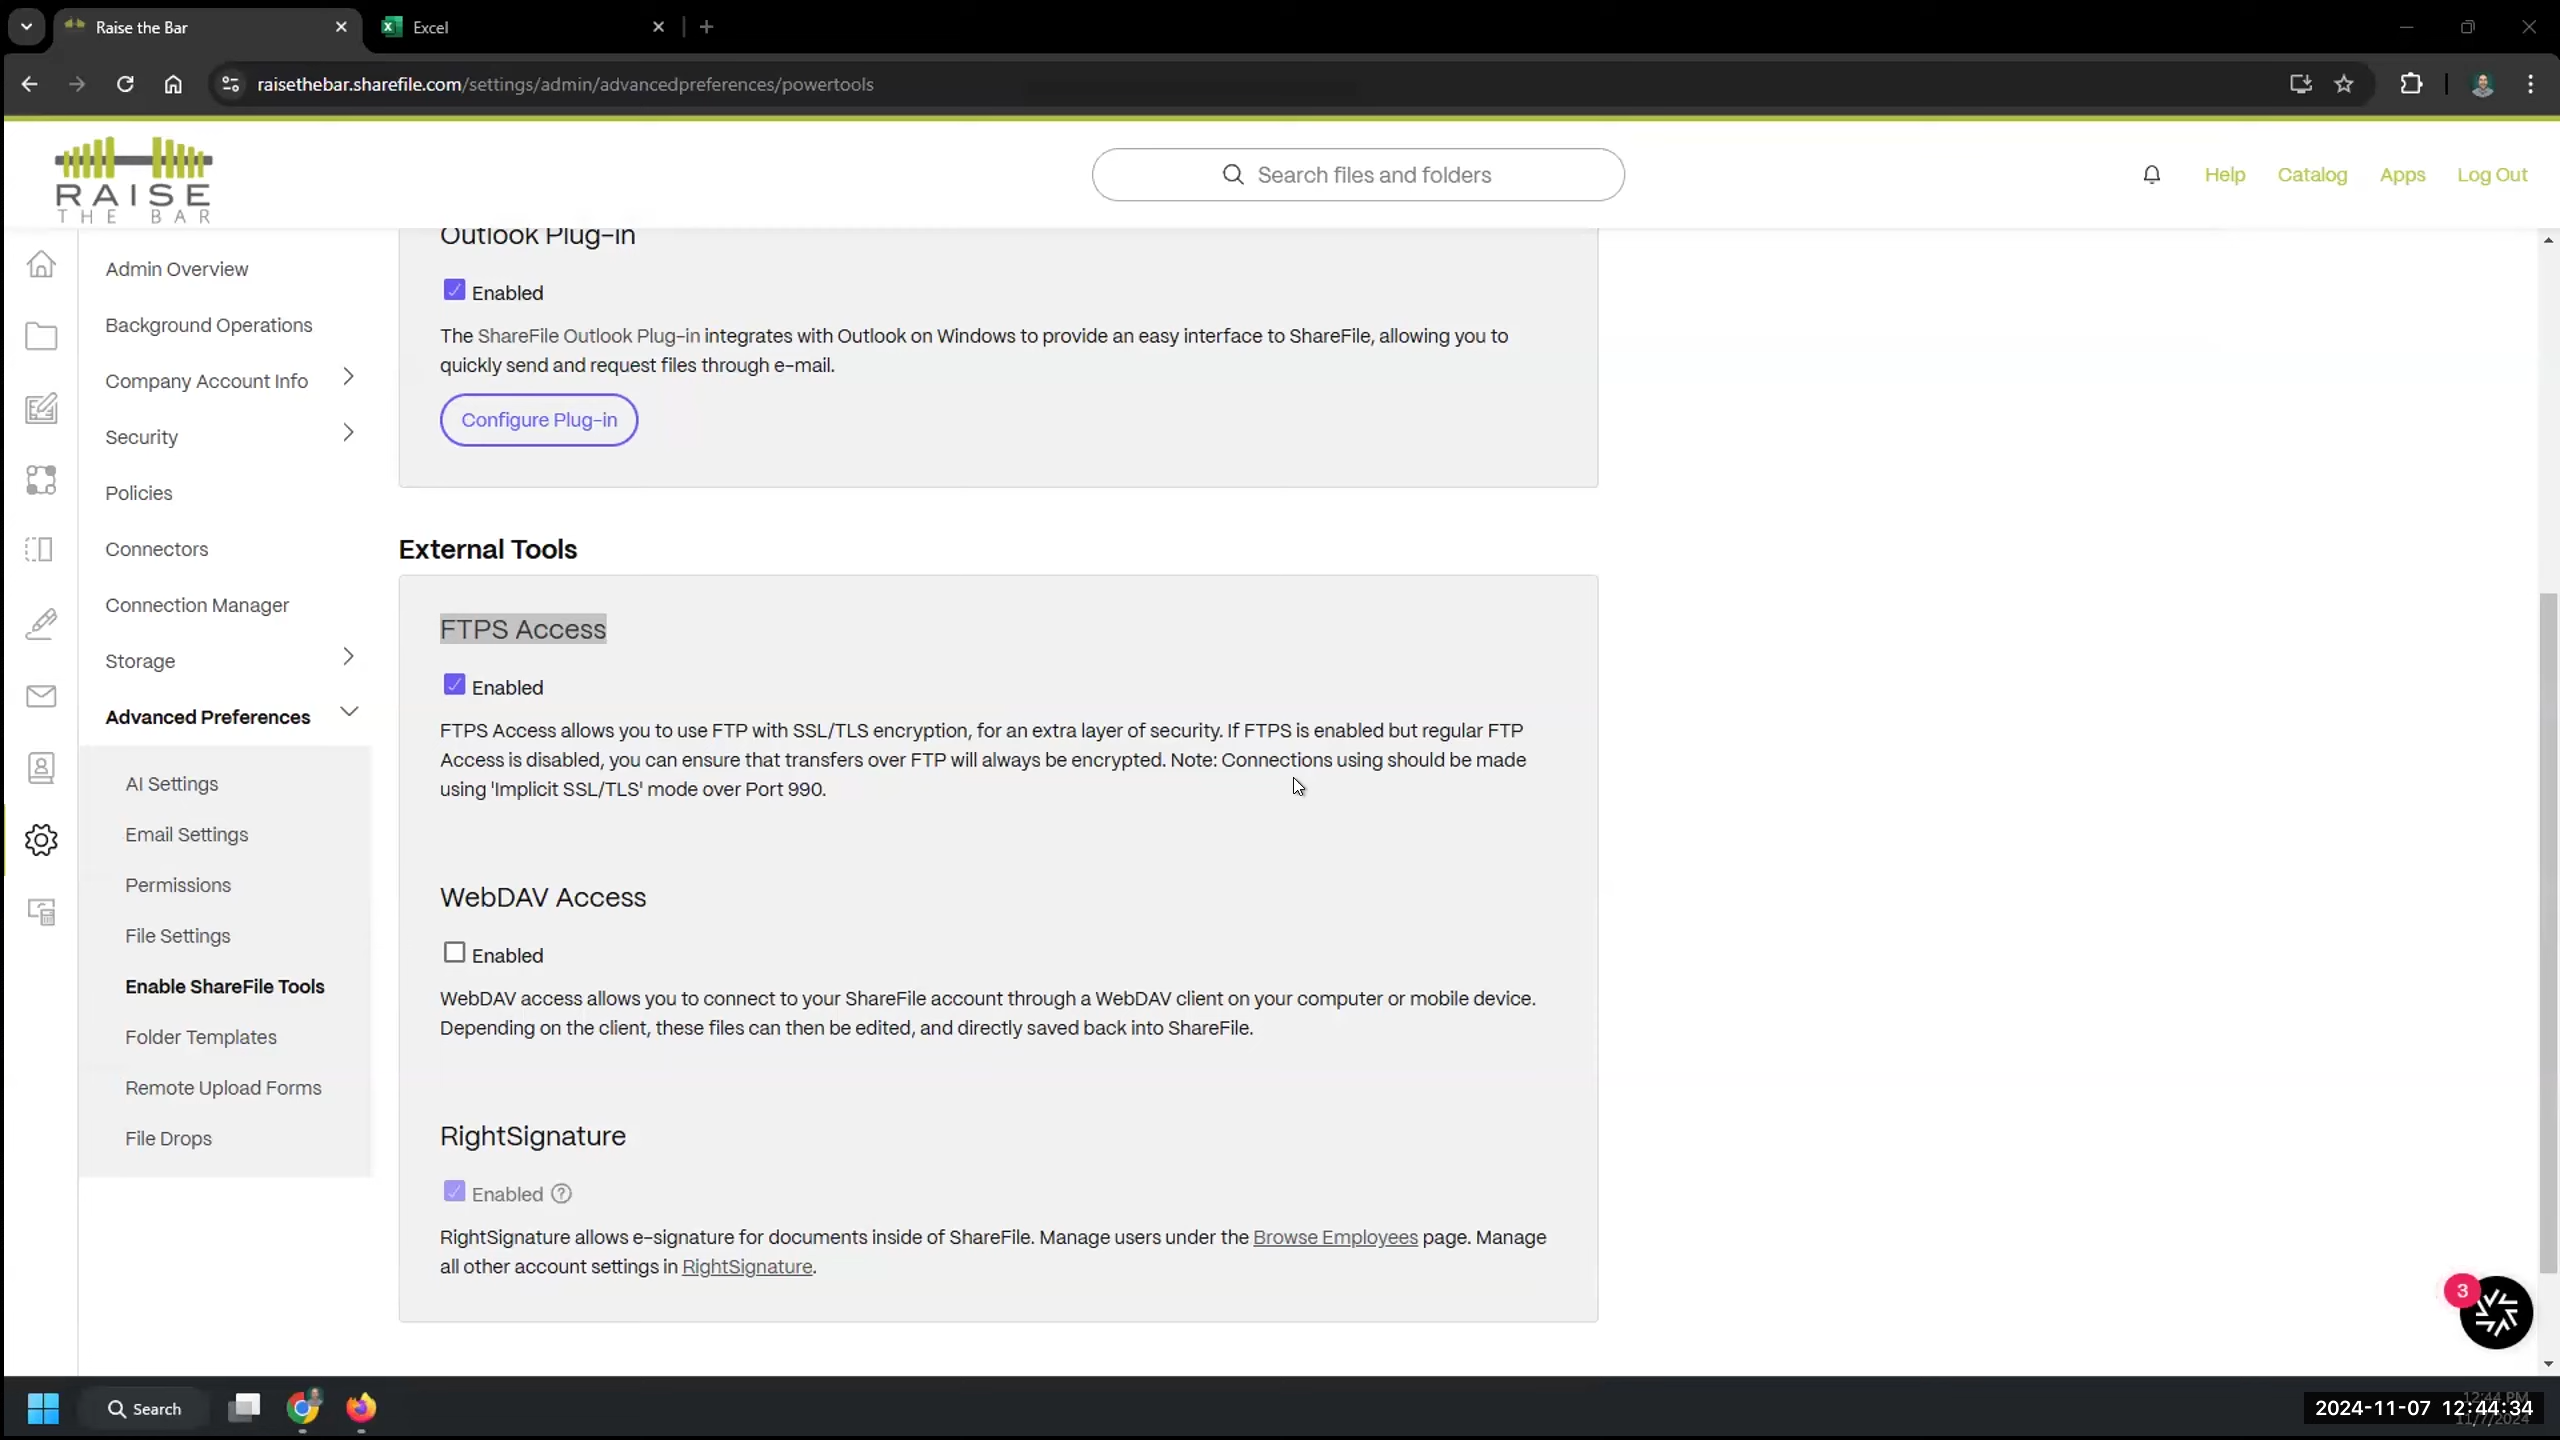 Raise the Bar
Excel
raisethebar.sharefile.com/settings/admin/advancedpreferences/powertools
RAISE
THE BAR
Search files and folders
Help
Catalog
Apps
Log Out
Admin Overview
Background Operations
Company Account Info
Security
Policies
Connectors
Connection Manager
Storage
Advanced Preferences
AI Settings
Email Settings
Permissions
File Settings
Enable ShareFile Tools
Folder Templates
Remote Upload Forms
File Drops
Outlook Plug-in
Enabled
The ShareFile Outlook Plug-in integrates with Outlook on Windows to provide an easy interface to ShareFile, allowing you to
quickly send and request files through e-mail.
Configure Plug-in
External Tools
FTPS Access
Enabled
FTPS Access allows you to use FTP with SSL/TLS encryption, for an extra layer of security. If FTPS is enabled but regular FTP
Access is disabled, you can ensure that transfers over FTP will always be encrypted. Note: Connections using should be made
using 'Implicit SSL/TLS' mode over Port 990.
WebDAV Access
Enabled
WebDAV access allows you to connect to your ShareFile account through a WebDAV client on your computer or mobile device.
Depending on the client, these files can then be edited, and directly saved back into ShareFile.
RightSignature
Enabled
RightSignature allows e-signature for documents inside of ShareFile. Manage users under the Browse Employees page. Manage
all other account settings in RightSignature.
3
Search
12:44 PM
2024-11-07 12:44:34
11/7/2024